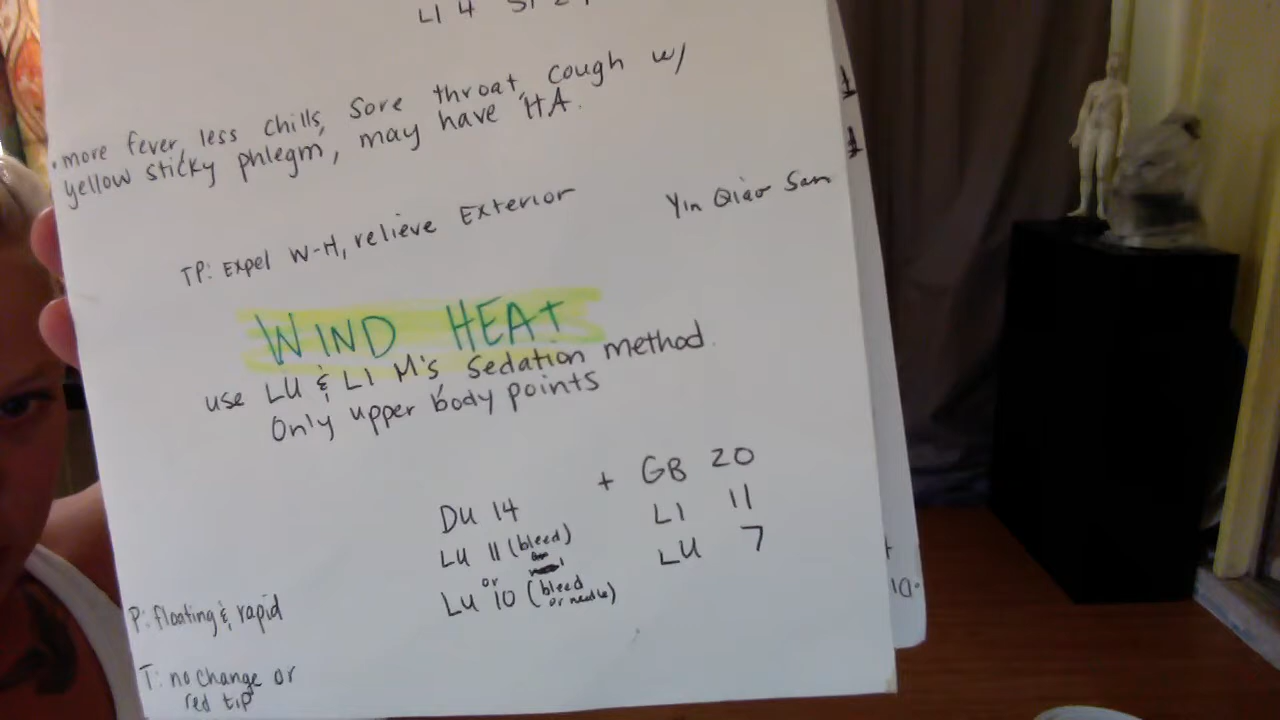 LI 4
• more fever, less chills, sore throat, cough w/
yellow sticky phlegm, may have HA.
TP: Expel W-H, relieve Exterior
Yin Qiao San
WIND HEAT
use LU & LI M's sedation method.
Only upper body points
DU 14
LU 11 (bleed)
or
LU 10 (bleed
or needle)
+ GB 20
LI 11
LU 7
P: floating & rapid
T: no change or
red tip